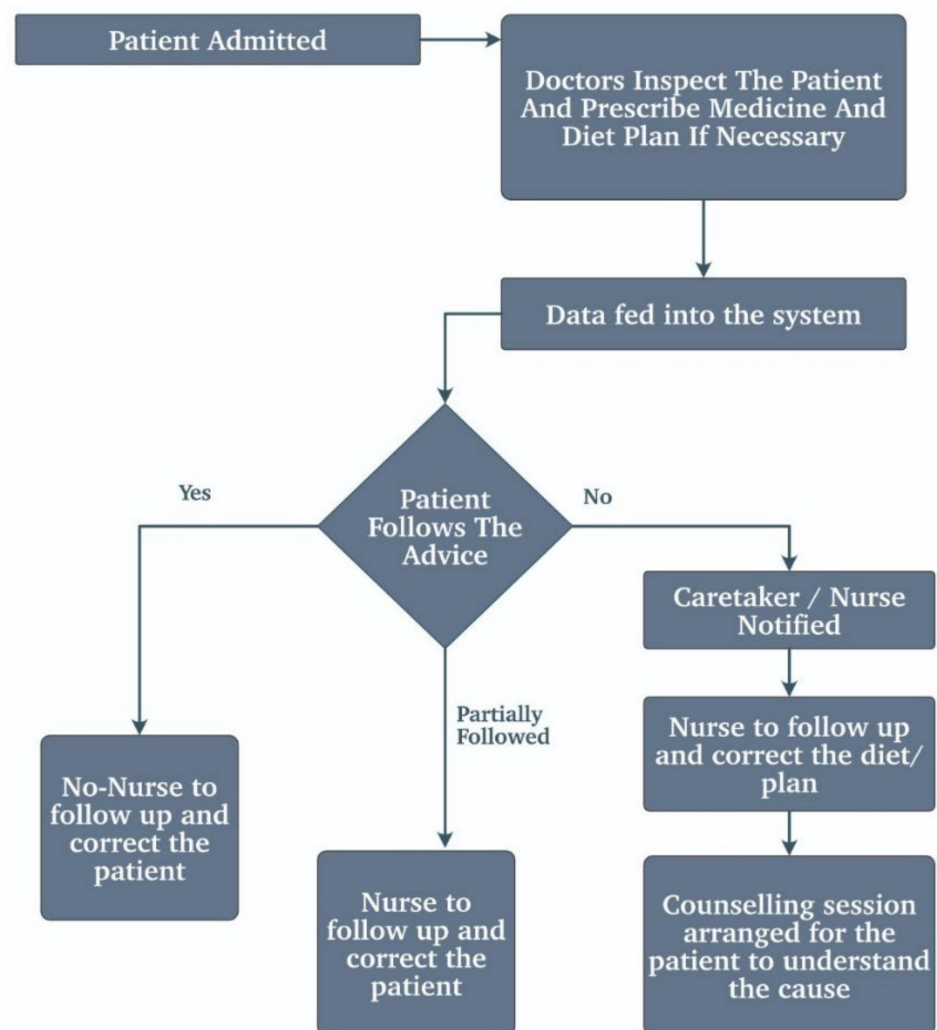 Patient Admitted
Doctors Inspect The Patient
And Prescribe Medicine And
Diet Plan If Necessary
Data fed into the system
Patient
Follows The
Advice
Yes
No
Partially
Followed
No-Nurse to
follow up and
correct the
patient
Nurse to
follow up and
correct the
patient
Caretaker / Nurse
Notified
Nurse to follow up
and correct the diet/
plan
Counselling session
arranged for the
patient to understand
the cause